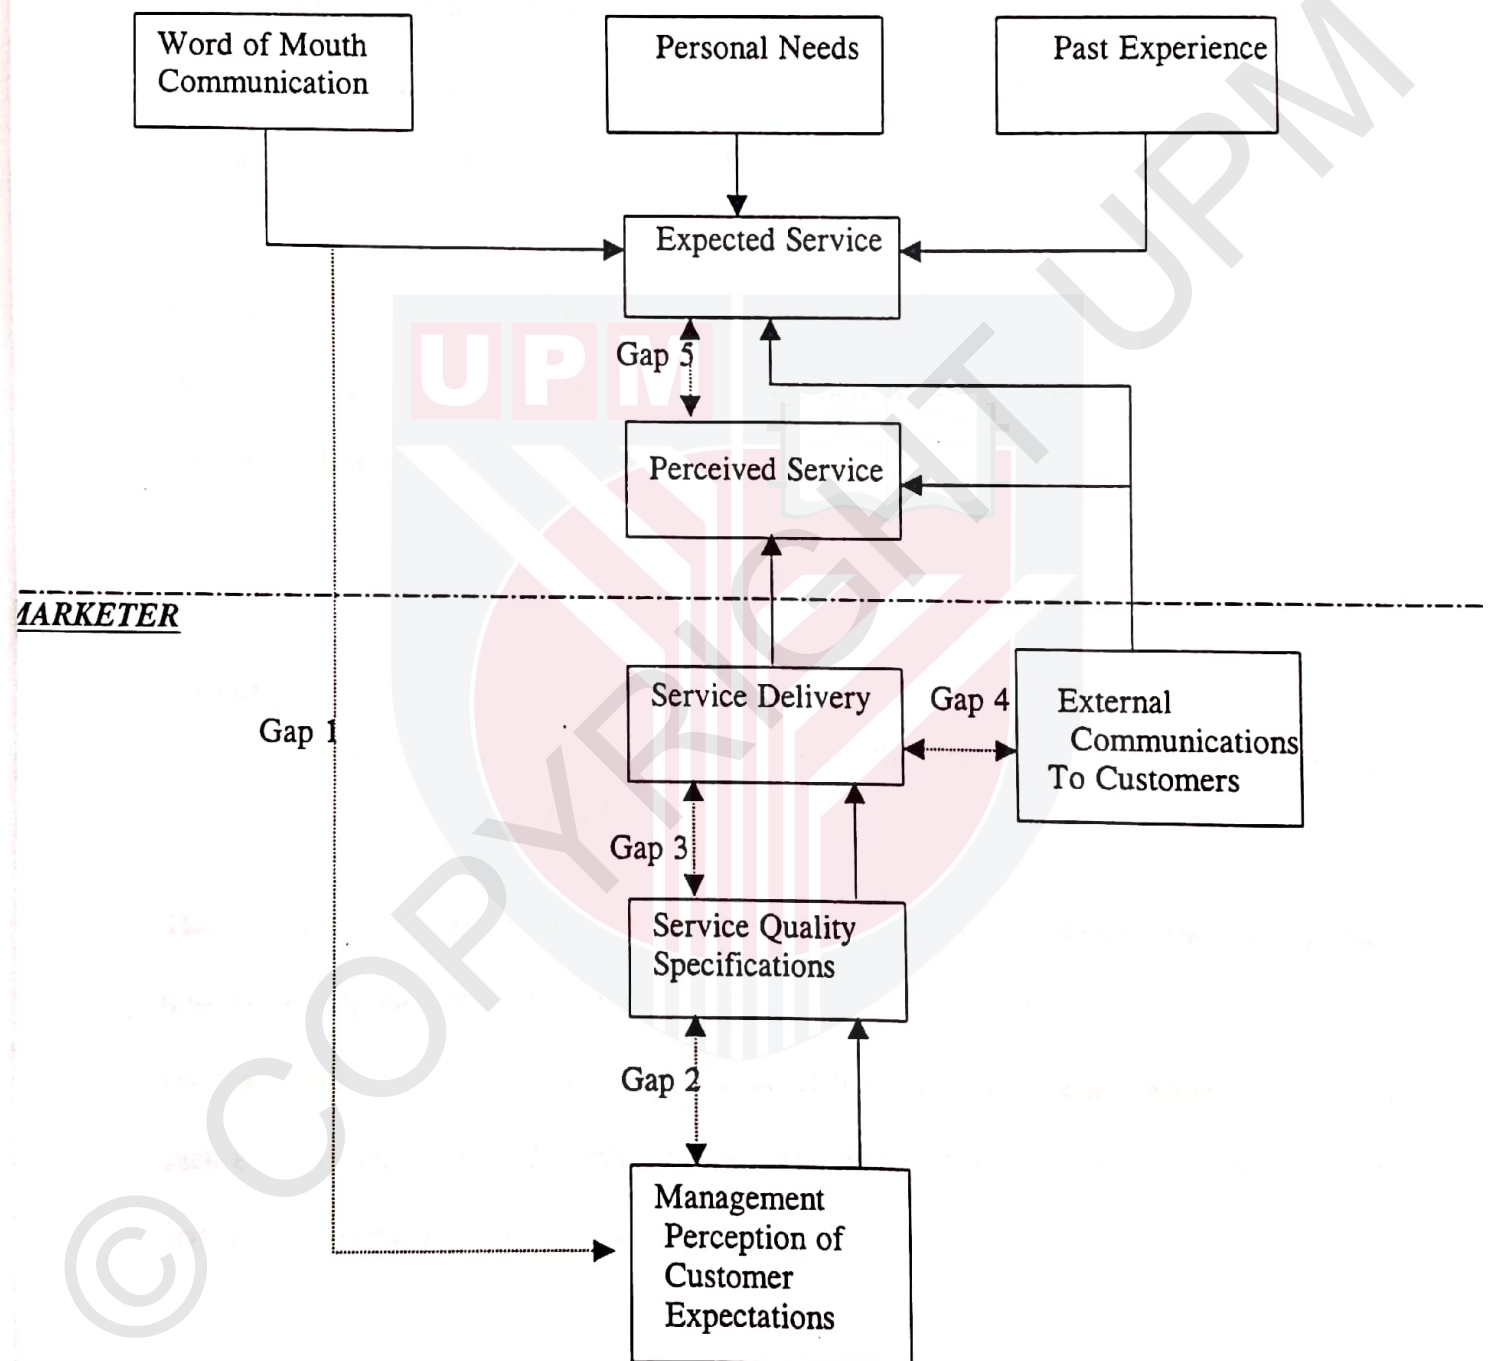 Word of Mouth
Communication
Personal Needs
Past Experience
Expected Service
UPM
Gap 5
Perceived Service
MARKETER
Service Delivery
Gap 4
External
Communications
To Customers
Gap 1
Gap 3
Service Quality
Specifications
Gap 2
Management
Perception of
Customer
Expectations
© COPYRIGHT UPM